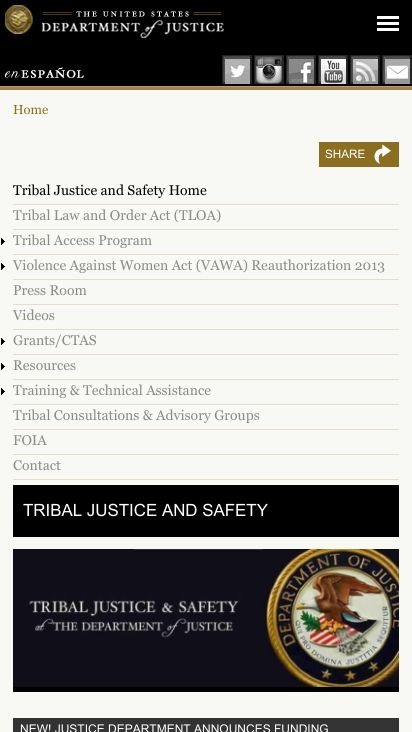 THE UNITED STATES
DEPARTMENT of JUSTICE
en ESPAÑOL
You
Tube
Home
SHARE
Tribal Justice and Safety Home
Tribal Law and Order Act (TLOA)
Tribal Access Program
Violence Against Women Act (VAWA) Reauthorization 2013
Press Room
Videos
Grants/CTAS
Resources
Training & Technical Assistance
Tribal Consultations & Advisory Groups
FOIA
Contact
TRIBAL JUSTICE AND SAFETY
TRIBAL JUSTICE & SAFETY
at THE DEPARTMENT of JUSTICE
DEPARTMENT OF JUSTICE
QUI PRO DOMINA JUSTITIA SEQUITUR
NEW! JUSTICE DEPARTMENT ANNOUNCES FUNDING